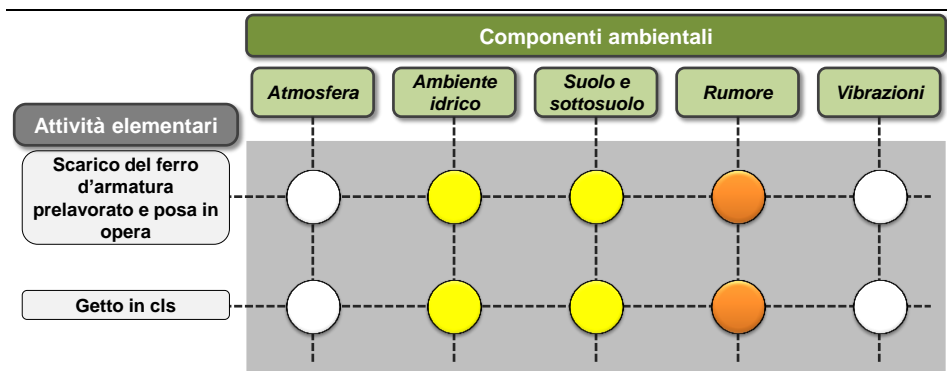 Componenti ambientali
Atmosfera
Ambiente
idrico
Suolo e
sottosuolo
Rumore
Vibrazioni
Attività elementari
Scarico del ferro
d'armatura
prelavorato e posa in
opera
Getto in cls